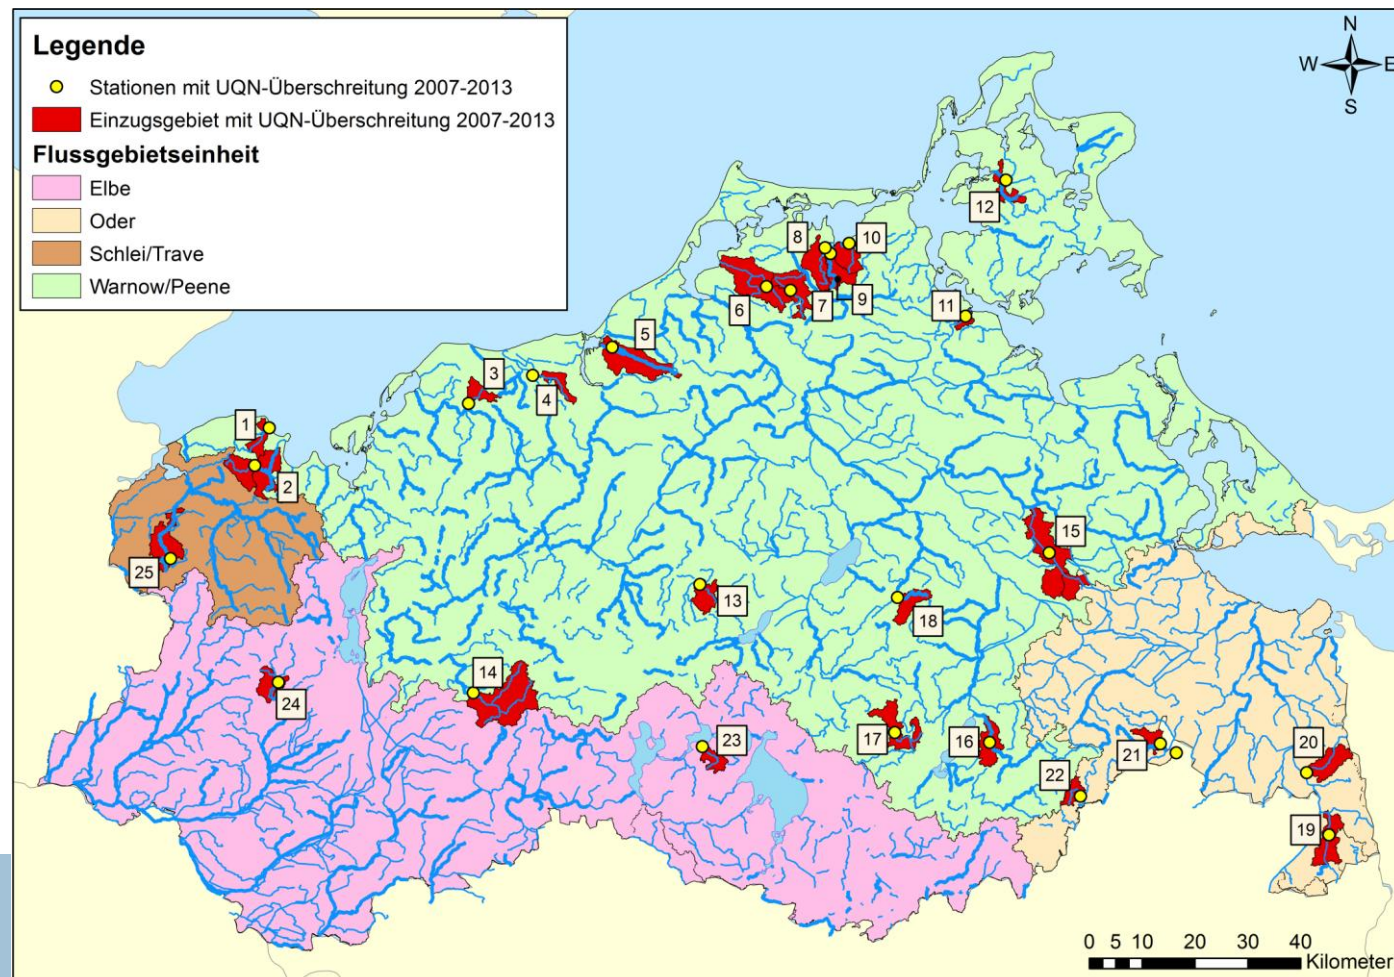 Legende
Stationen mit UQN-Überschreitung 2007-2013
Einzugsgebiet mit UQN-Überschreitung 2007-2013
Flussgebietseinheit
Elbe
Oder
Schlei/Trave
Warnow/Peene
N
W E
S
12
8 10
6 7 9
11
5
3
4
1
2
15
25
13
18
14
24
23
17 16
21
20
22
19
0 5 10 20 30 40
Kilometer